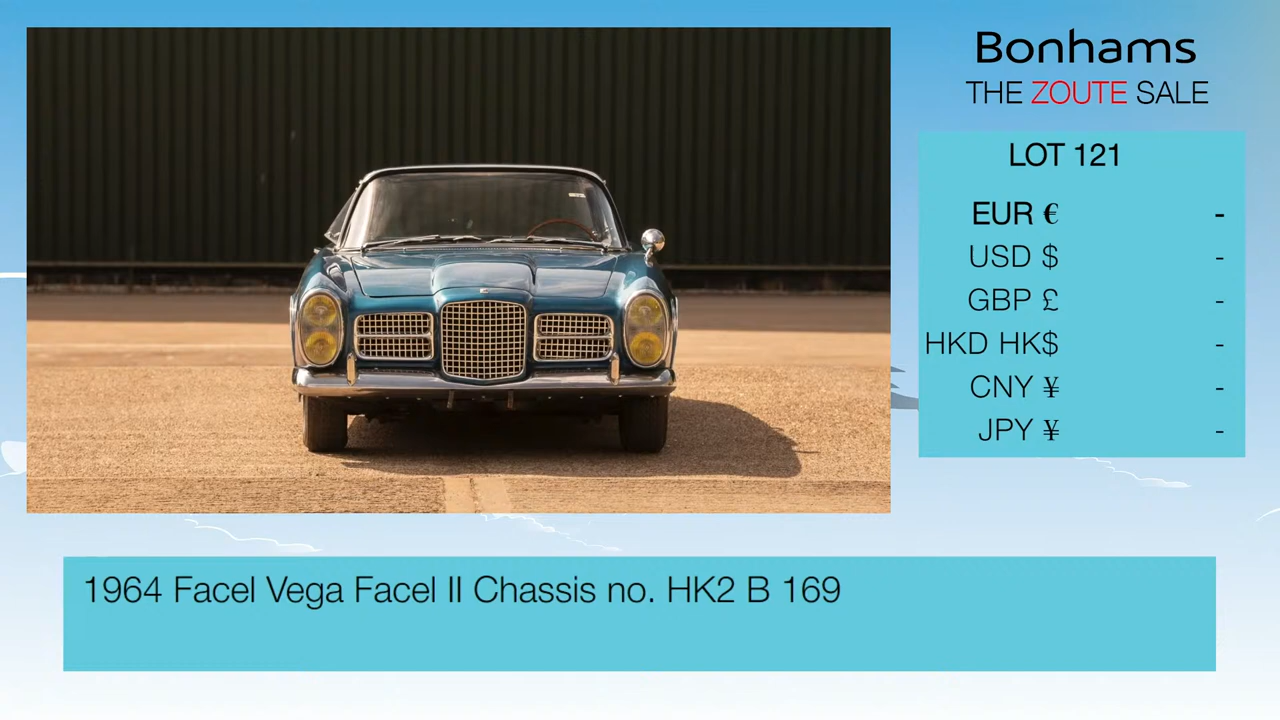 Bonhams
THE ZOUTE SALE
LOT 121
EUR € -
USD $ -
GBP £ -
HKD HK$ -
CNY ¥ -
JPY ¥ -
1964 Facel Vega Facel II Chassis no. HK2 B 169